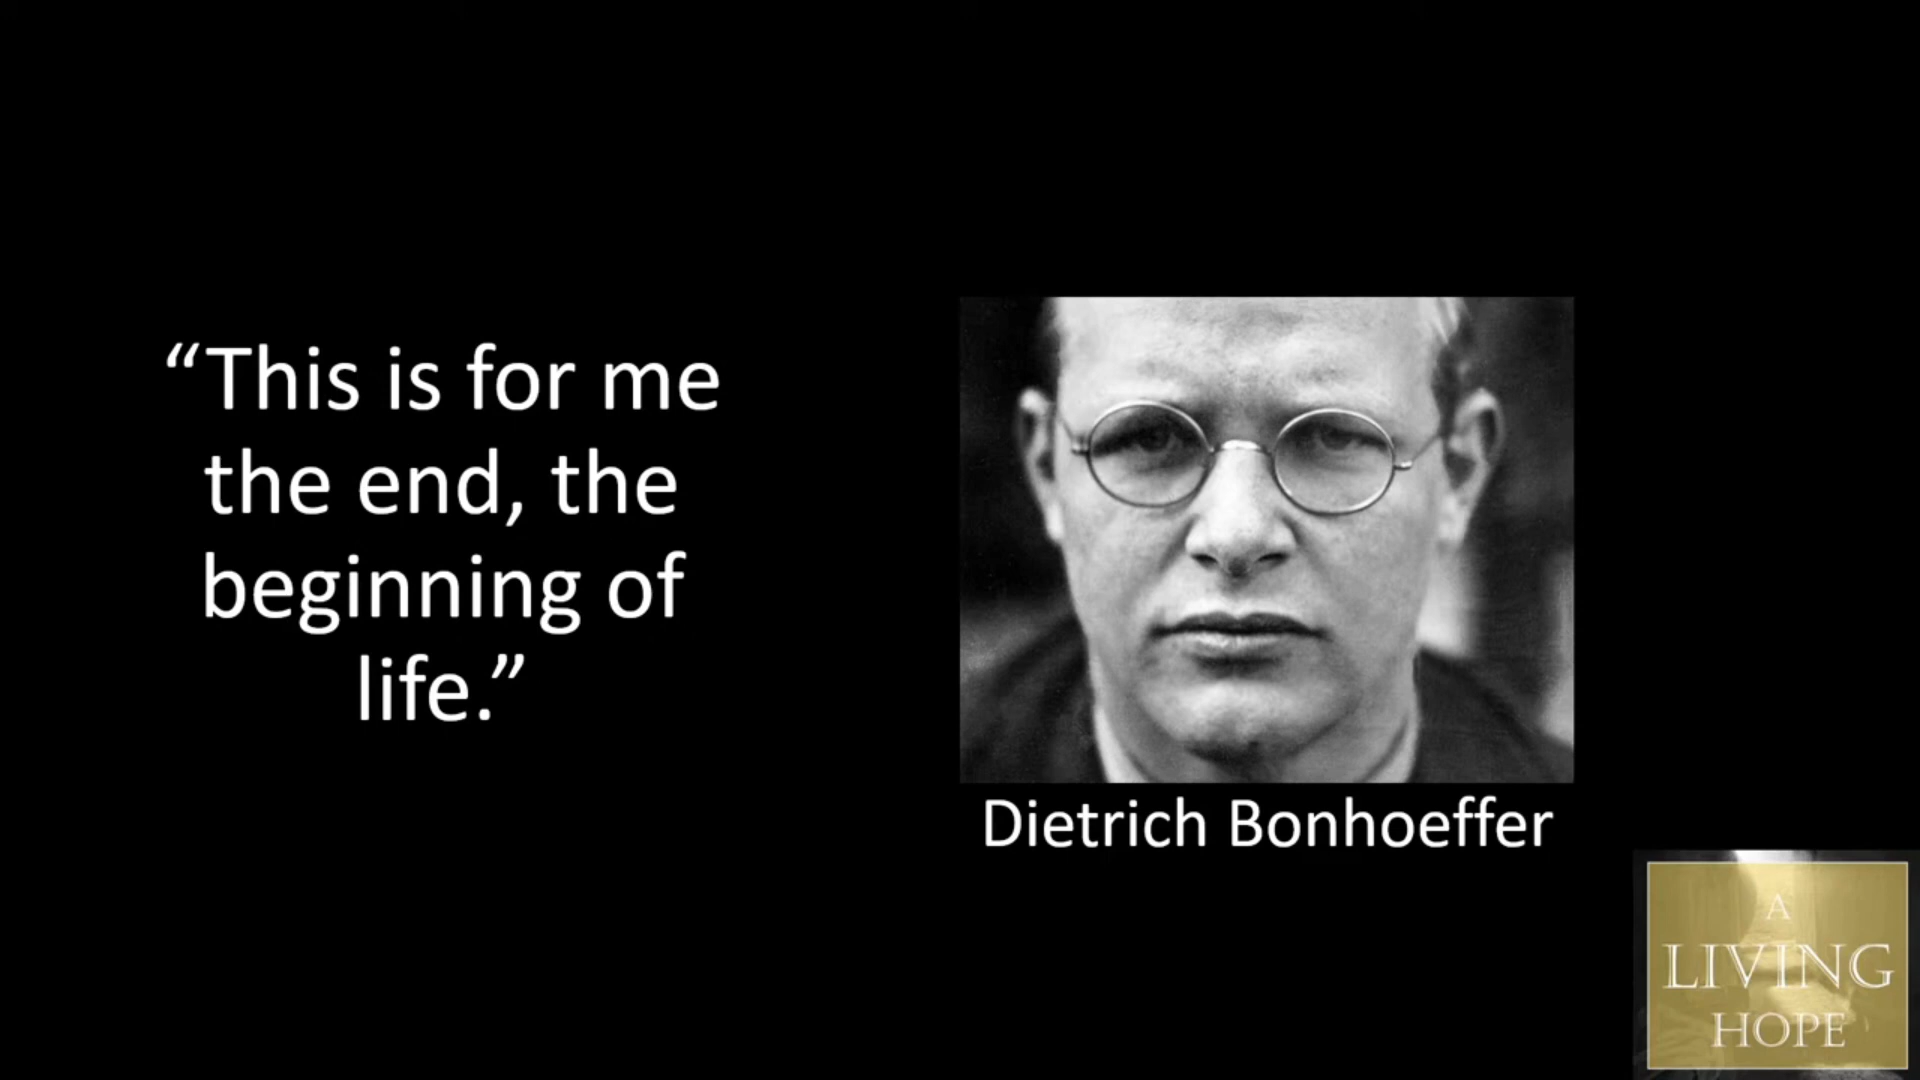 “This is for me
the end, the
beginning of
life.”
Dietrich Bonhoeffer
A
LIVING
HOPE